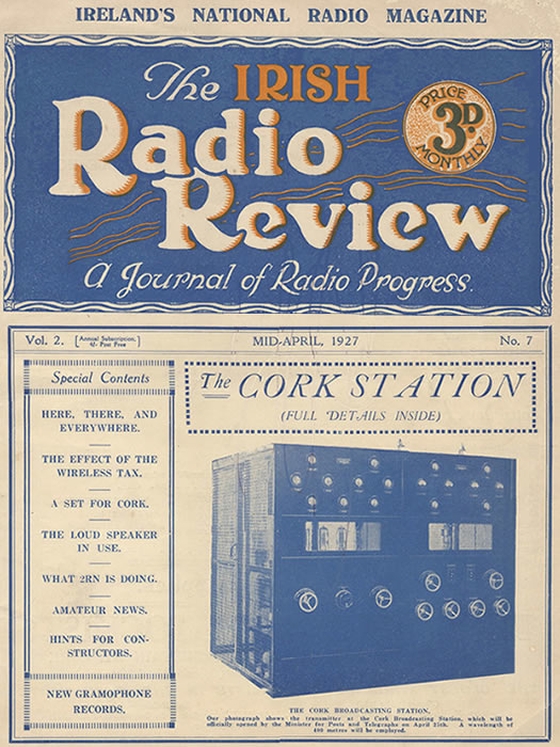 IRELAND'S NATIONAL RADIO MAGAZINE
The IRISH
Radio
Review
PRICE
3D
MONTHLY
A Journal of Radio Progress.
Vol. 2. [Annual Subscription, 4/- Post Free] MID-APRIL, 1927 No. 7
Special Contents
HERE, THERE, AND
EVERYWHERE.
THE EFFECT OF THE
WIRELESS TAX.
A SET FOR CORK.
THE LOUD SPEAKER
IN USE.
WHAT 2RN IS DOING.
AMATEUR NEWS.
HINTS FOR CON-
STRUCTORS.
NEW GRAMOPHONE
RECORDS.
The CORK STATION
(FULL DETAILS INSIDE)
THE CORK BROADCASTING STATION.
Our photograph shows the transmitter at the Cork Broadcasting Station, which will be
officially opened by the Minister for Posts and Telegraphs on April 25th. A wavelength of
400 metres will be employed.